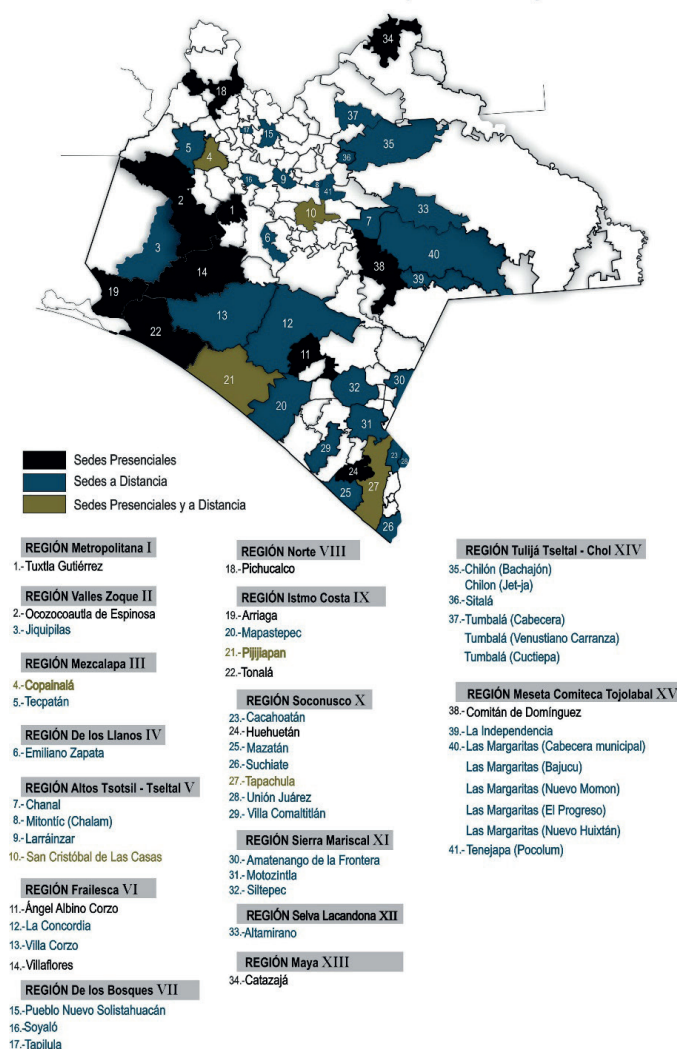 34
18
37
17
15
35
5
4
36
16
9
8
41
2
1
10
33
7
6
3
40
38
14
39
19
13
12
22
11
21
30
32
20
31
29
23
28
24
27
25
26
Sedes Presenciales
Sedes a Distancia
Sedes Presenciales y a Distancia
REGIÓN Metropolitana I
1.-Tuxtla Gutiérrez
REGIÓN Valles Zoque II
2.-Ocozocoautla de Espinosa
3.-Jiquipilas
REGIÓN Mezcalapa III
4.-Copainalá
5.-Tecpatán
REGIÓN De los Llanos IV
6.-Emiliano Zapata
REGIÓN Altos Tsotsil - Tseltal V
7.-Chanal
8.-Mitontíc (Chalam)
9.-Larráinzar
10.-San Cristóbal de Las Casas
REGIÓN Frailesca VI
11.-Ángel Albino Corzo
12.-La Concordia
13.-Villa Corzo
14.-Villaflores
REGIÓN De los Bosques VII
15.-Pueblo Nuevo Solistahuacán
16.-Soyaló
17.-Tapilula
REGIÓN Norte VIII
18.-Pichucalco
REGIÓN Istmo Costa IX
19.-Arriaga
20.-Mapastepec
21.-Pijijiapan
22.-Tonalá
REGIÓN Soconusco X
23.-Cacahoatán
24.-Huehuetán
25.-Mazatán
26.-Suchiate
27.-Tapachula
28.-Unión Juárez
29.-Villa Comaltitlán
REGIÓN Sierra Mariscal XI
30.-Amatenango de la Frontera
31.-Motozintla
32.-Siltepec
REGIÓN Selva Lacandona XII
33.-Altamirano
REGIÓN Maya XIII
34.-Catazajá
REGIÓN Tulijá Tseltal - Chol XIV
35.-Chilón (Bachajón)
Chilon (Jet-ja)
36.-Sitalá
37.-Tumbalá (Cabecera)
Tumbalá (Venustiano Carranza)
Tumbalá (Cuctiepa)
REGIÓN Meseta Comiteca Tojolabal XV
38.-Comitán de Domínguez
39.-La Independencia
40.-Las Margaritas (Cabecera municipal)
Las Margaritas (Bajucu)
Las Margaritas (Nuevo Momon)
Las Margaritas (El Progreso)
Las Margaritas (Nuevo Huixtán)
41.-Tenejapa (Pocolum)